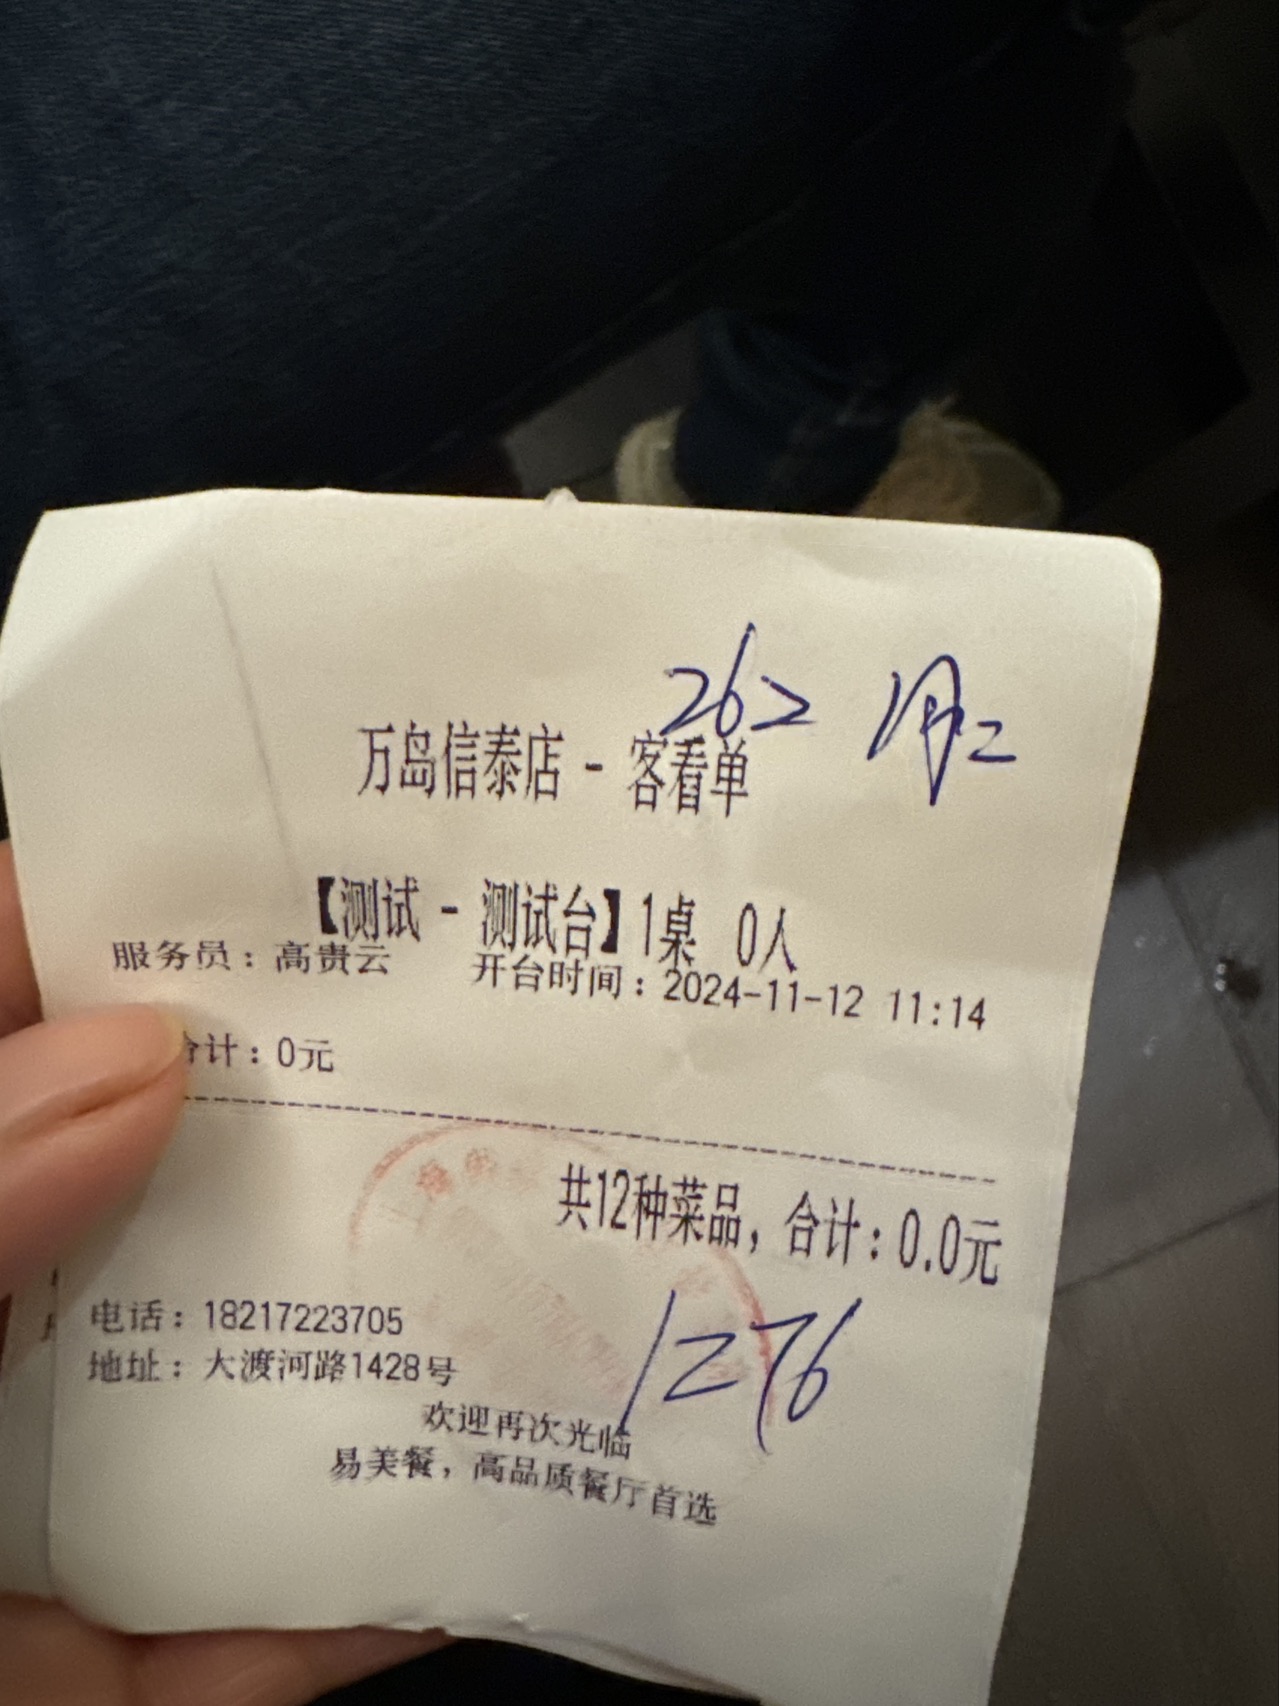 262
万岛信泰店 - 客看单
【测试 - 测试台】1桌 0人
服务员：高贵云 开台时间：2024-11-12 11:14
合计：0元
共12种菜品，合计：0.0元
1276
电话：18217223705
地址：大渡河路1428号
欢迎再次光临
易美餐，高品质餐厅首选